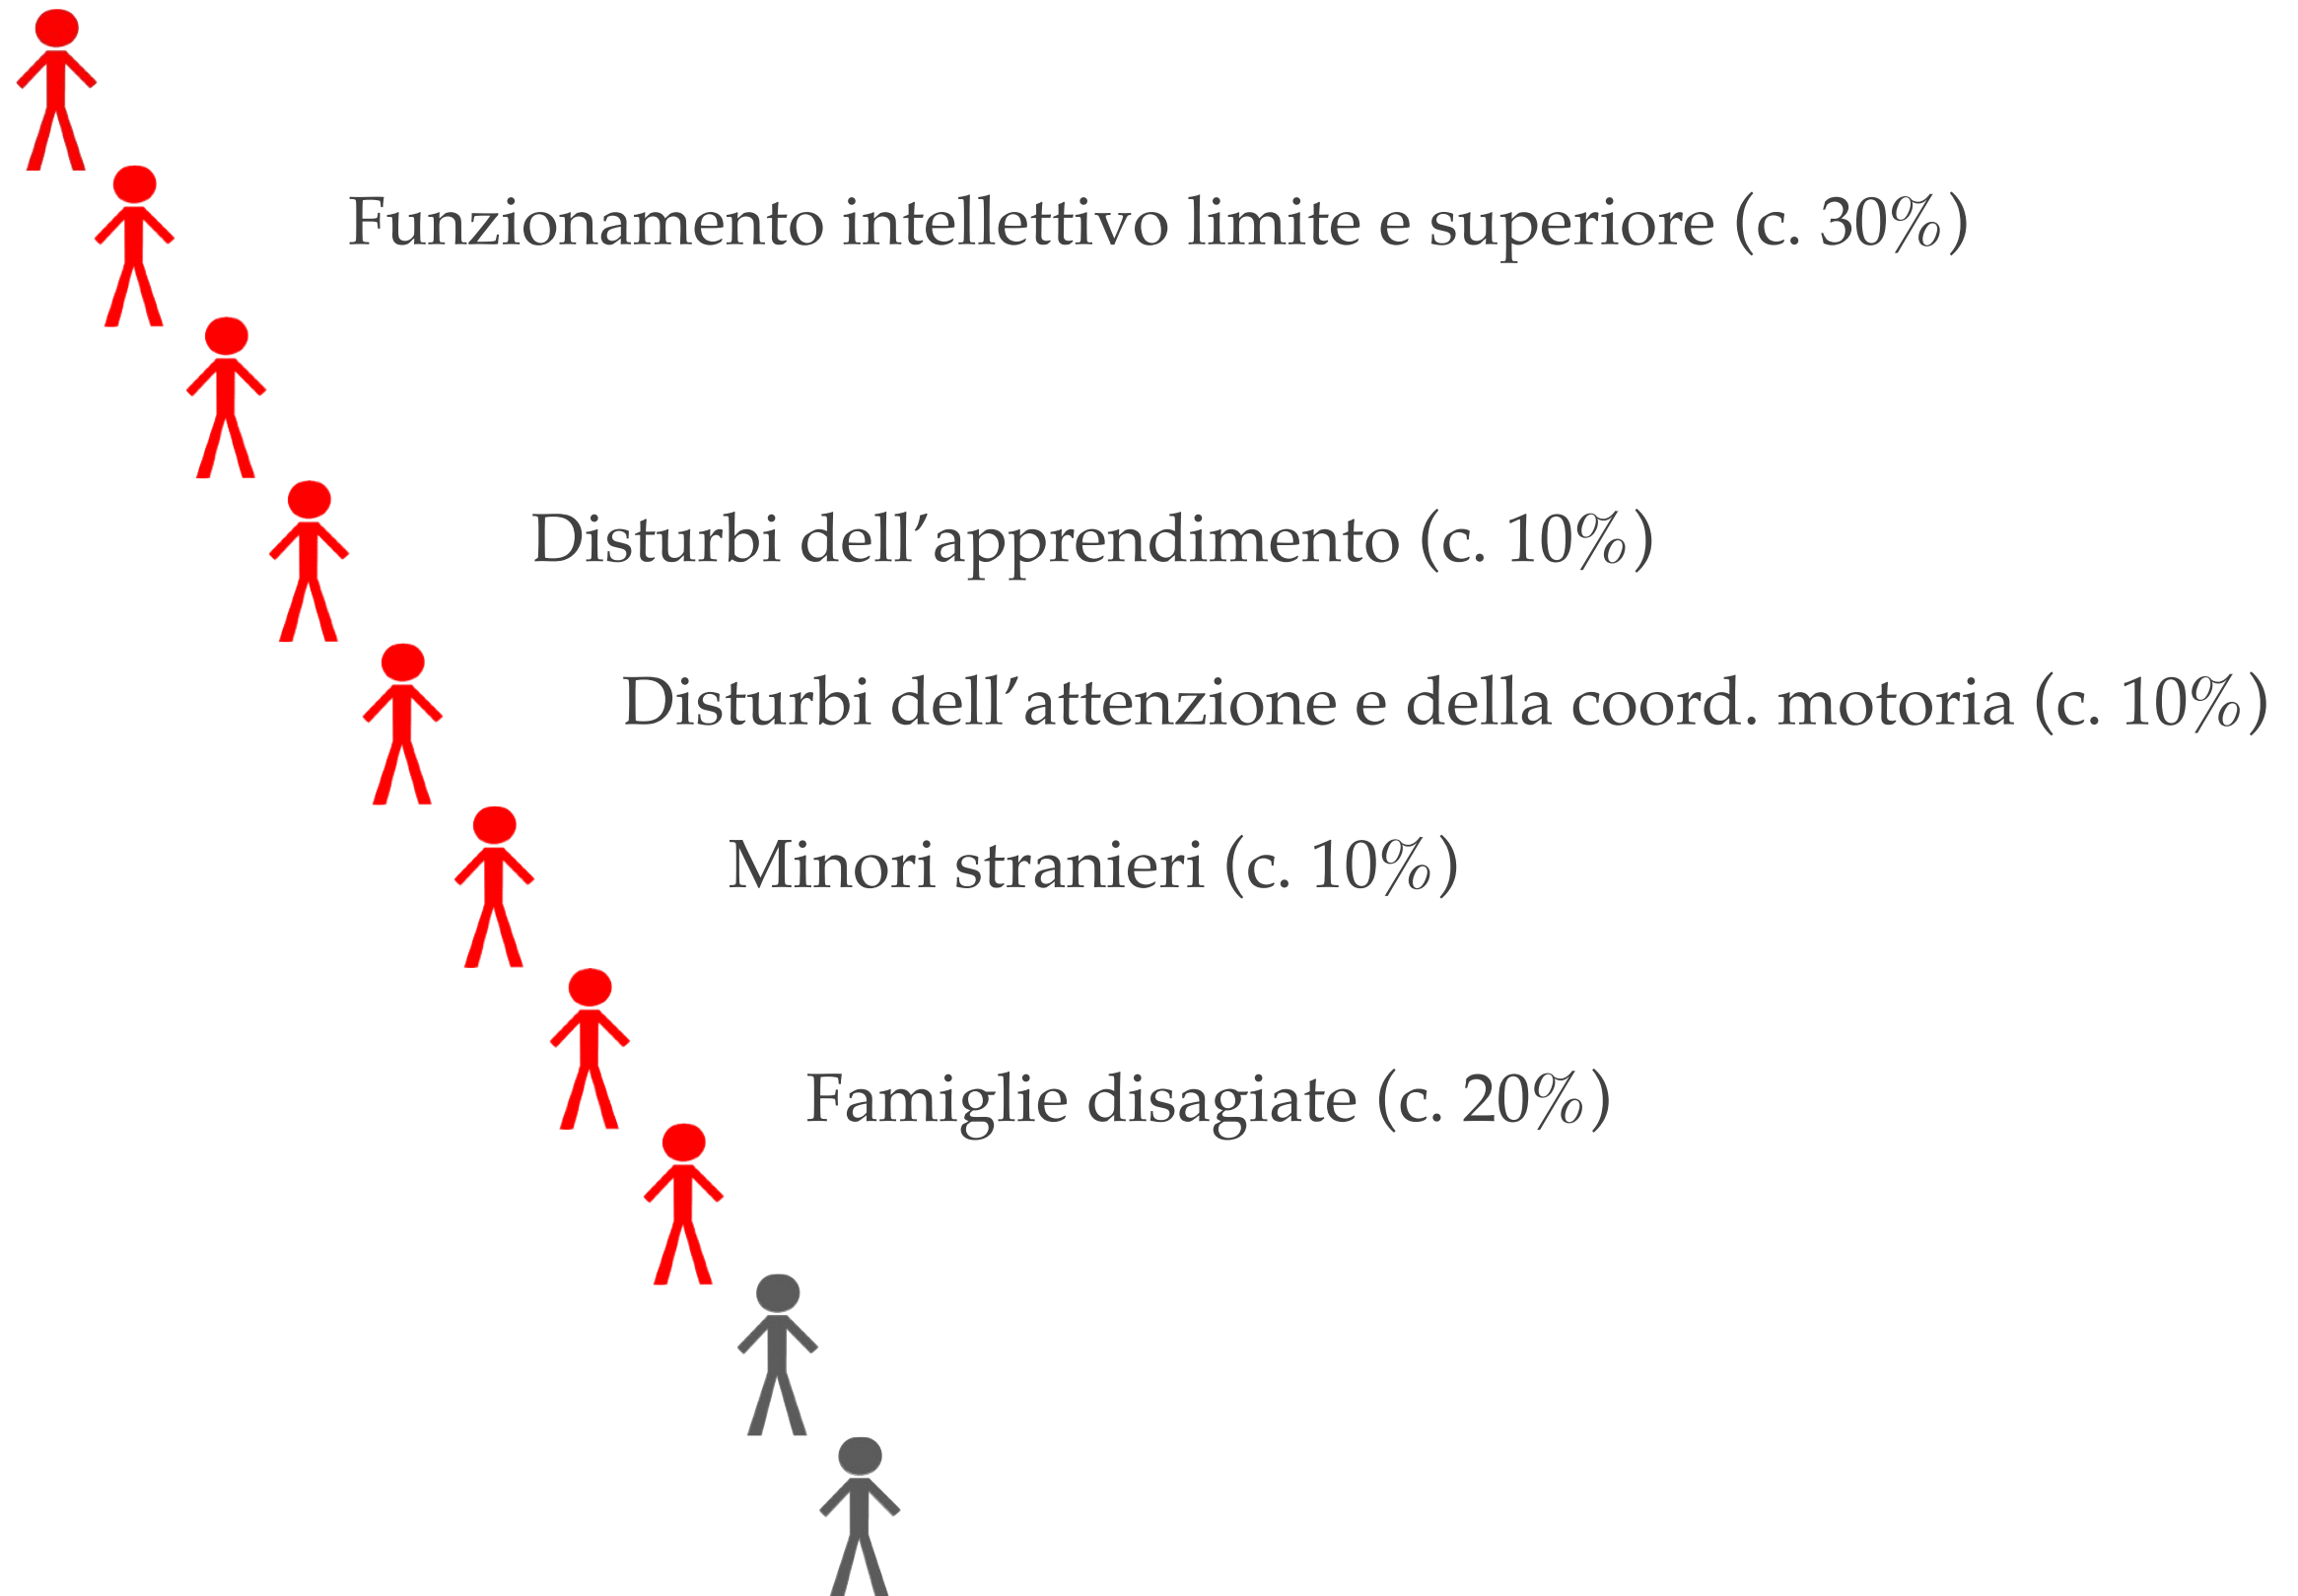 Funzionamento intellettivo limite e superiore (c. 30%)
Disturbi dell'apprendimento (c. 10%)
Disturbi dell'attenzione e della coord. motoria (c. 10%)
Minori stranieri (c. 10%)
Famiglie disagiate (c. 20%)